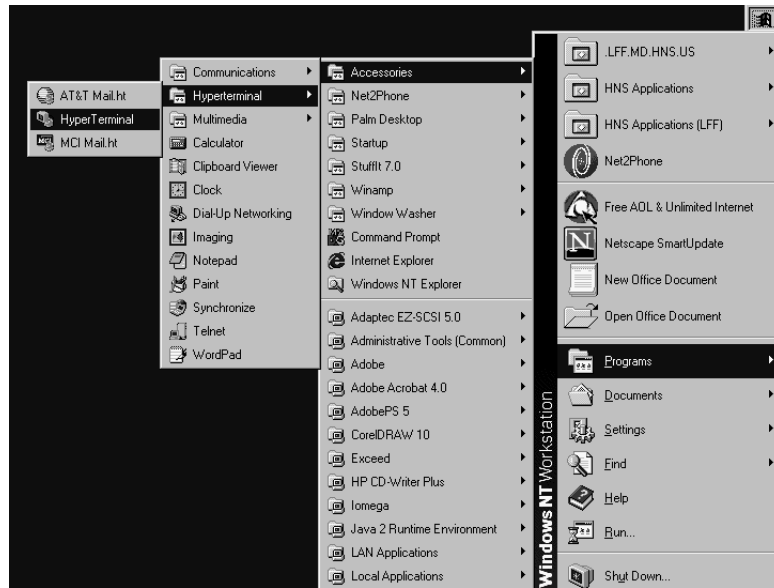 AT&T Mail.ht
HyperTerminal
MCI Mail.ht
Communications
Hyperterminal
Multimedia
Calculator
Clipboard Viewer
Clock
Dial-Up Networking
Imaging
Notepad
Paint
Synchronize
Telnet
WordPad
Accessories
Net2Phone
Palm Desktop
Startup
StuffIt 7.0
Winamp
Window Washer
Command Prompt
Internet Explorer
Windows NT Explorer
Adaptec EZ-SCSI 5.0
Administrative Tools (Common)
Adobe
Adobe Acrobat 4.0
AdobePS 5
CorelDRAW 10
Exceed
HP CD-Writer Plus
Iomega
Java 2 Runtime Environment
LAN Applications
Local Applications
Windows NT Workstation
.LFF.MD.HNS.US
HNS Applications
HNS Applications (LFF)
Net2Phone
Free AOL & Unlimited Internet
Netscape SmartUpdate
New Office Document
Open Office Document
Programs
Documents
Settings
Find
Help
Run...
Shut Down...